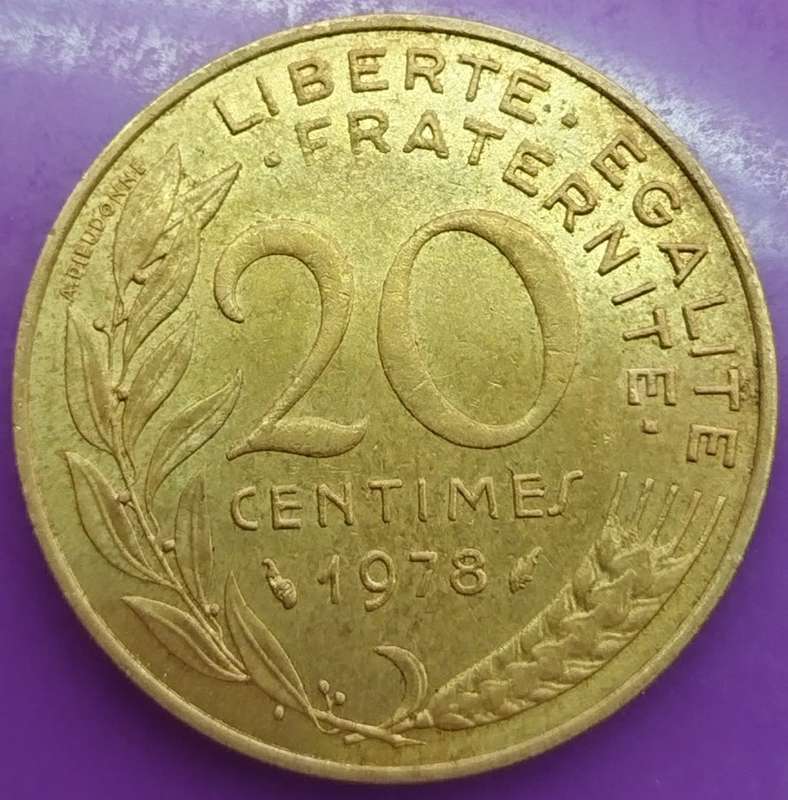 LIBERTE · EGALITE
· FRATERNITE ·
A.DIEUDONNE
20
CENTIMES
1978